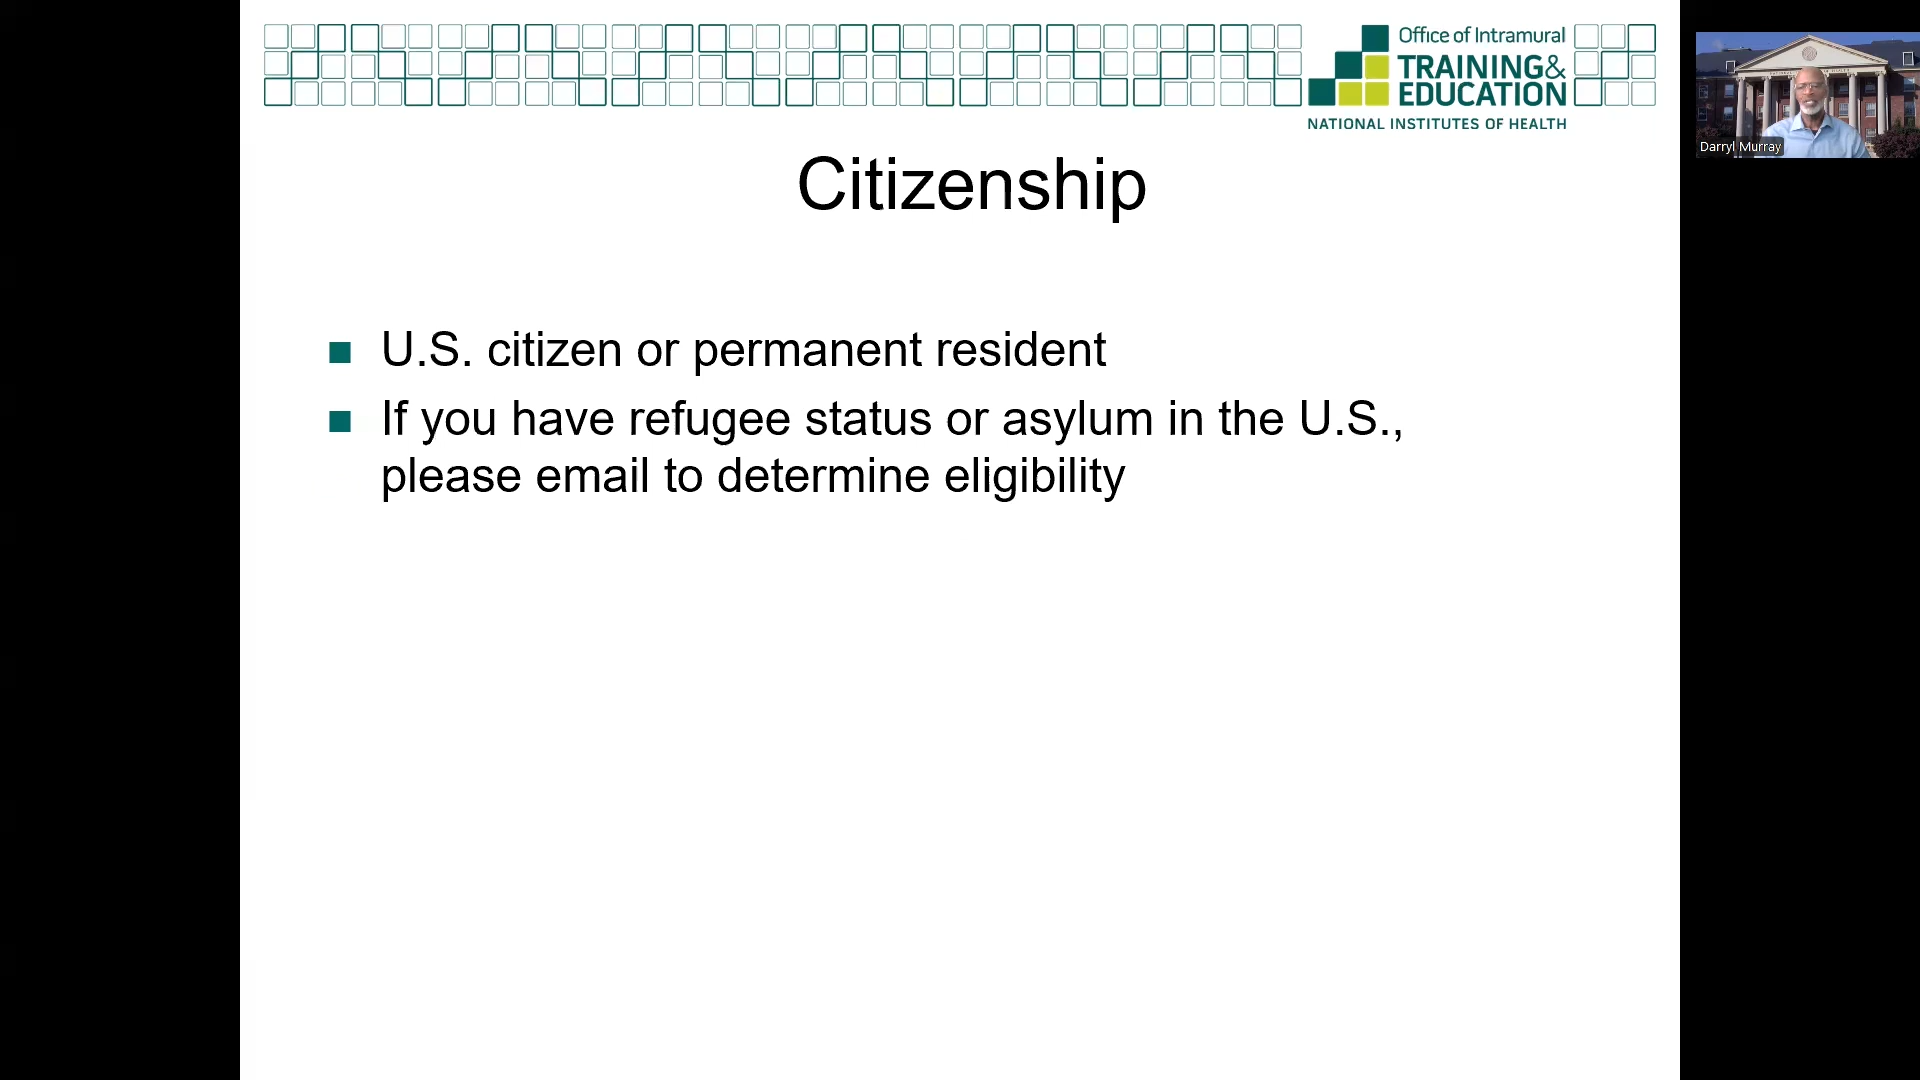 Office of Intramural
TRAINING&
EDUCATION
NATIONAL INSTITUTES OF HEALTH
Darryl Murray
Citizenship
U.S. citizen or permanent resident
If you have refugee status or asylum in the U.S.,
please email to determine eligibility